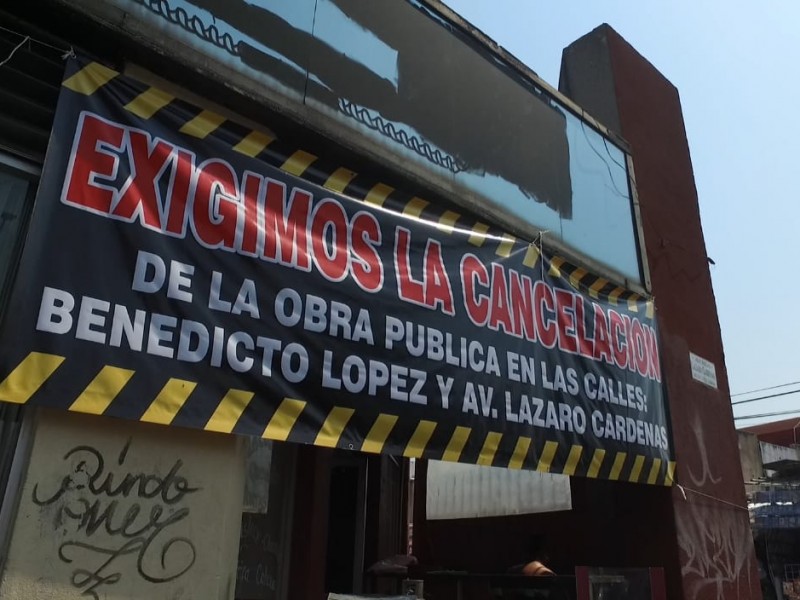 EXIGIMOS LA CANCELACION
DE LA OBRA PUBLICA EN LAS CALLES:
BENEDICTO LOPEZ Y AV. LAZARO CARDENAS